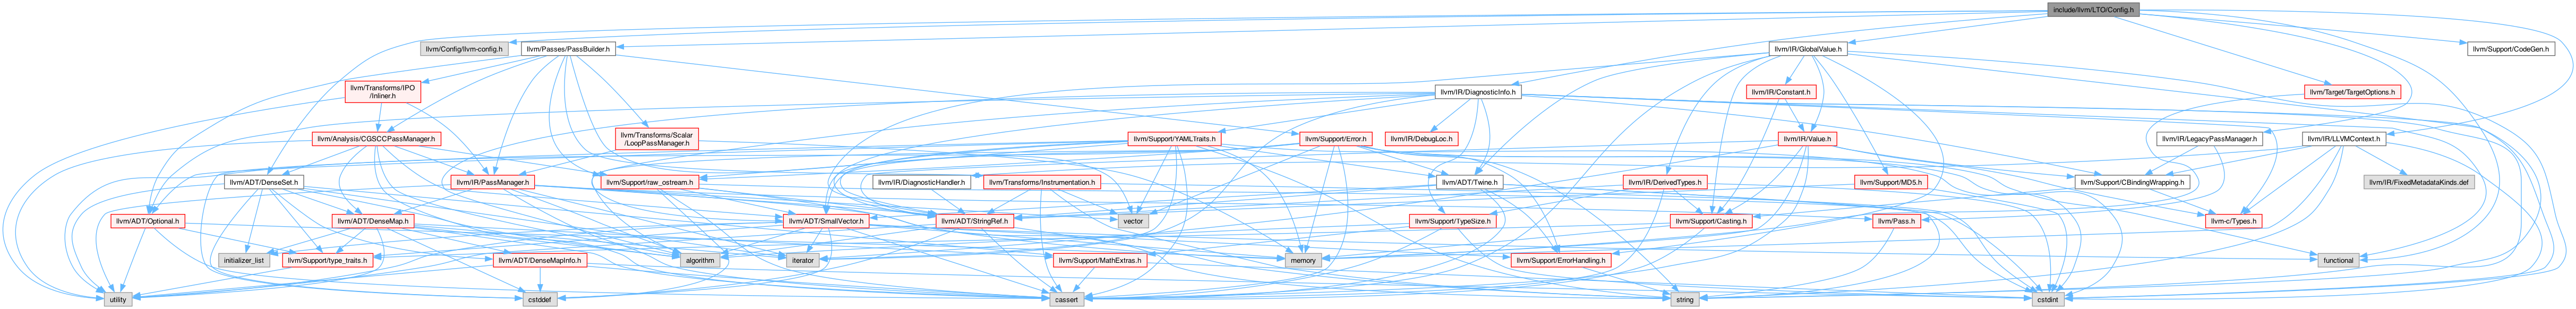 include/llvm/LTO/Config.h
llvm/Config/llvm-config.h
llvm/Passes/PassBuilder.h
llvm/IR/GlobalValue.h
llvm/Support/CodeGen.h
llvm/Transforms/IPO
/Inliner.h
llvm/IR/DiagnosticInfo.h
llvm/IR/Constant.h
llvm/Target/TargetOptions.h
llvm/Analysis/CGSCCPassManager.h
llvm/Transforms/Scalar
/LoopPassManager.h
llvm/Support/YAMLTraits.h
llvm/Support/Error.h
llvm/IR/DebugLoc.h
llvm/IR/Value.h
llvm/IR/LegacyPassManager.h
llvm/IR/LLVMContext.h
llvm/ADT/DenseSet.h
llvm/IR/PassManager.h
llvm/Support/raw_ostream.h
llvm/IR/DiagnosticHandler.h
llvm/Transforms/Instrumentation.h
llvm/ADT/Twine.h
llvm/IR/DerivedTypes.h
llvm/Support/MD5.h
llvm/Support/CBindingWrapping.h
llvm/IR/FixedMetadataKinds.def
llvm/ADT/Optional.h
llvm/ADT/DenseMap.h
llvm/ADT/SmallVector.h
vector
llvm/ADT/StringRef.h
llvm/Support/TypeSize.h
llvm/Support/Casting.h
llvm/Pass.h
llvm-c/Types.h
initializer_list
llvm/Support/type_traits.h
llvm/ADT/DenseMapInfo.h
algorithm
iterator
llvm/Support/MathExtras.h
memory
llvm/Support/ErrorHandling.h
functional
utility
cstddef
cassert
string
cstdint